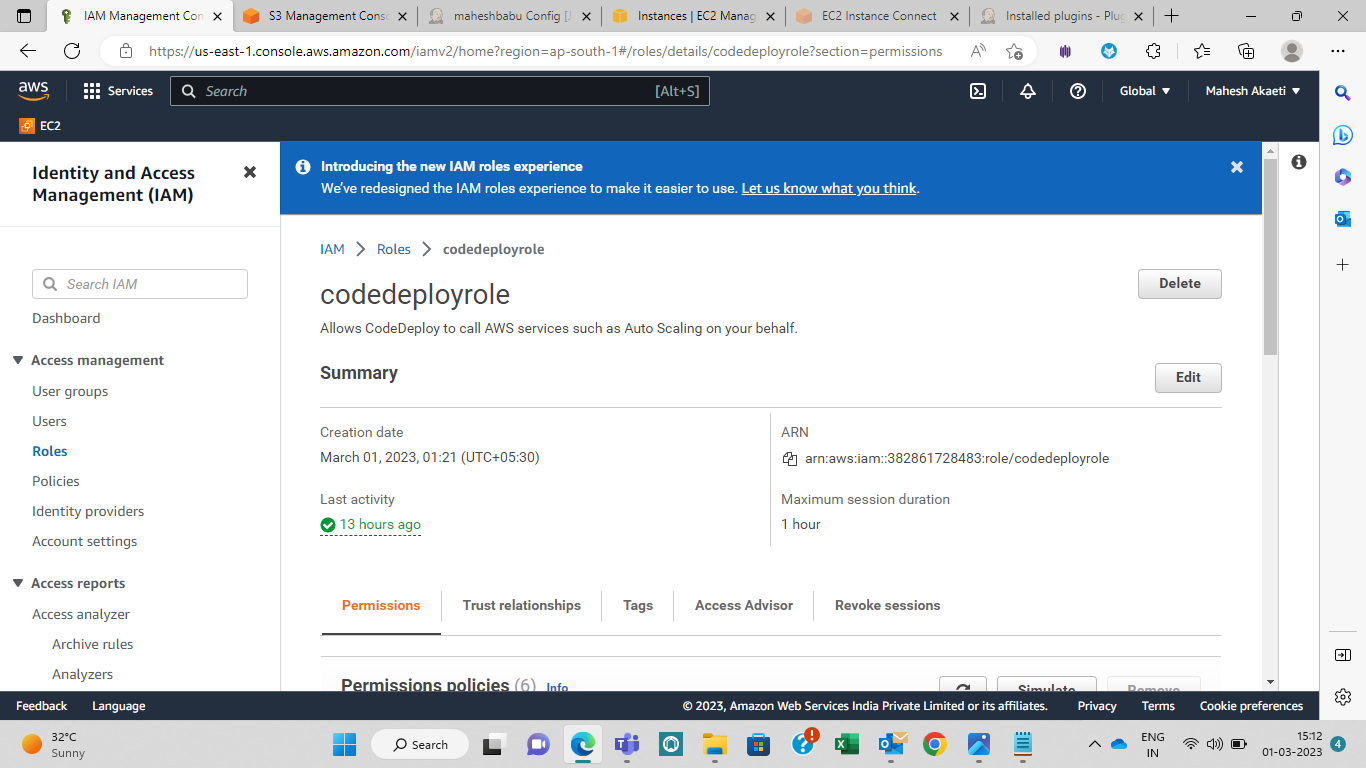 IAM Management Con
S3 Management Conso
maheshbabu Config [J
Instances | EC2 Manag
EC2 Instance Connect
Installed plugins - Plug
https://us-east-1.console.aws.amazon.com/iamv2/home?region=ap-south-1#/roles/details/codedeployrole?section=permissions
aws
Services
Search
[Alt+S]
Global
Mahesh Akaeti
EC2
Identity and Access
Management (IAM)
Search IAM
Dashboard
Access management
User groups
Users
Roles
Policies
Identity providers
Account settings
Access reports
Access analyzer
Archive rules
Analyzers
Introducing the new IAM roles experience
We've redesigned the IAM roles experience to make it easier to use. Let us know what you think.
IAM > Roles > codedeployrole
codedeployrole
Delete
Allows CodeDeploy to call AWS services such as Auto Scaling on your behalf.
Summary
Edit
Creation date
March 01, 2023, 01:21 (UTC+05:30)
ARN
arn:aws:iam::382861728483:role/codedeployrole
Last activity
13 hours ago
Maximum session duration
1 hour
Permissions
Trust relationships
Tags
Access Advisor
Revoke sessions
Permissions policies (6) Info
Simulate
Remove
Feedback
Language
© 2023, Amazon Web Services India Private Limited or its affiliates.
Privacy
Terms
Cookie preferences
32°C
Sunny
Search
ENG
IN
15:12
01-03-2023
4